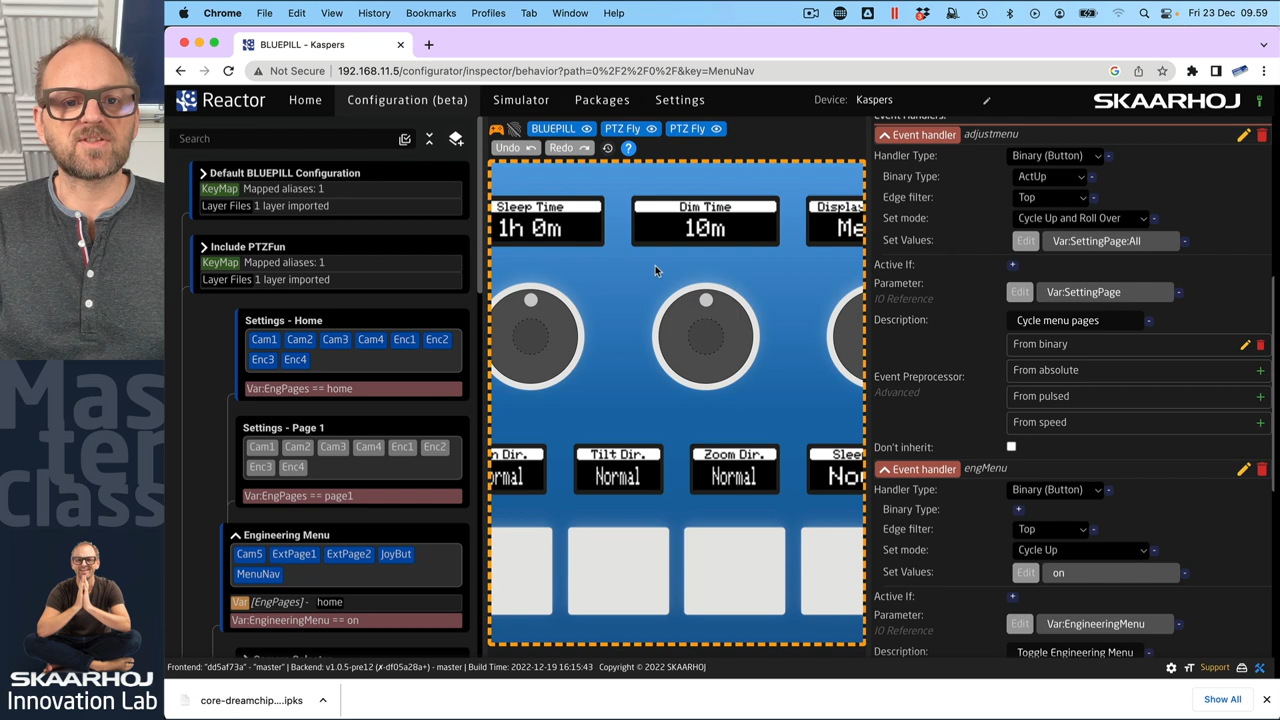 Chrome File Edit View History Bookmarks Profiles Tab Window Help Fri 23 Dec 09.59
BLUEPILL - Kaspers
Not Secure 192.168.11.5/configurator/inspector/behavior?path=0%2F2%2F0%2F&key=MenuNav
Reactor Home Configuration (beta) Simulator Packages Settings Device: Kaspers SKAARHOJ
Search
BLUEPILL PTZ Fly PTZ Fly
Undo Redo ?
Default BLUEPILL Configuration
KeyMap Mapped aliases: 1
Layer Files 1 layer imported
Include PTZFun
KeyMap Mapped aliases: 1
Layer Files 1 layer imported
Settings - Home
Cam1 Cam2 Cam3 Cam4 Enc1 Enc2
Enc3 Enc4
Var:EngPages == home
Settings - Page 1
Cam1 Cam2 Cam3 Cam4 Enc1 Enc2
Enc3 Enc4
Var:EngPages == page1
Engineering Menu
Cam5 ExtPage1 ExtPage2 JoyBut
MenuNav
Var [EngPages] - home
Var:EngineeringMenu == on
Sleep Time Dim Time Display
1h 0m 10m Me
n Dir. Tilt Dir. Zoom Dir. Slee
rmal Normal Normal No
Event handler adjustmenu
Handler Type: Binary (Button)
Binary Type: ActUp
Edge filter: Top
Set mode: Cycle Up and Roll Over
Set Values: Edit Var:SettingPage:All
Active If:
Parameter: Edit Var:SettingPage
IO Reference
Description: Cycle menu pages
From binary
From absolute
Event Preprocessor:
Advanced
From pulsed
From speed
Don't inherit:
Event handler engMenu
Handler Type: Binary (Button)
Binary Type:
Edge filter: Top
Set mode: Cycle Up
Set Values: Edit on
Active If:
Parameter: Edit Var:EngineeringMenu
IO Reference
Description: Toggle Engineering Menu
Frontend: "dd5af73a" - "master" | Backend: v1.0.5-pre12 (✗-df05a28a+) - master | Build Time: 2022-12-19 16:15:43 Copyright © 2022 SKAARHOJ
Support
core-dreamchip....ipks Show All
Master
Class
SKAARHOJ
Innovation Lab